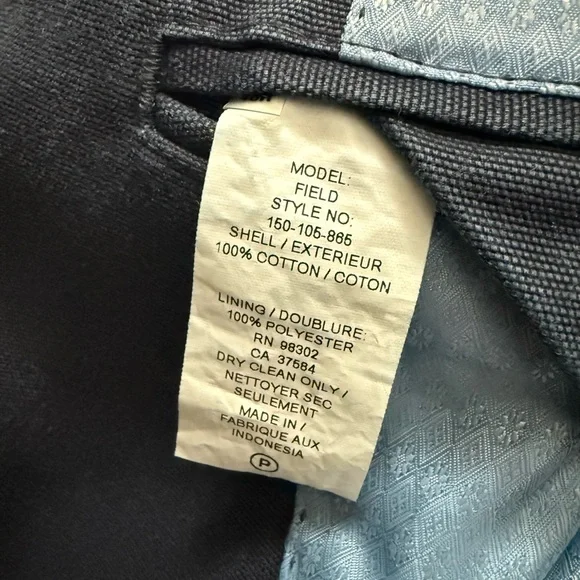 MODEL:
FIELD
STYLE NO:
150-105-865
SHELL / EXTERIEUR
100% COTTON / COTON
LINING / DOUBLURE:
100% POLYESTER
RN 98302
CA 37584
DRY CLEAN ONLY /
NETTOYER SEC
SEULEMENT
MADE IN /
FABRIQUE AUX
INDONESIA
P